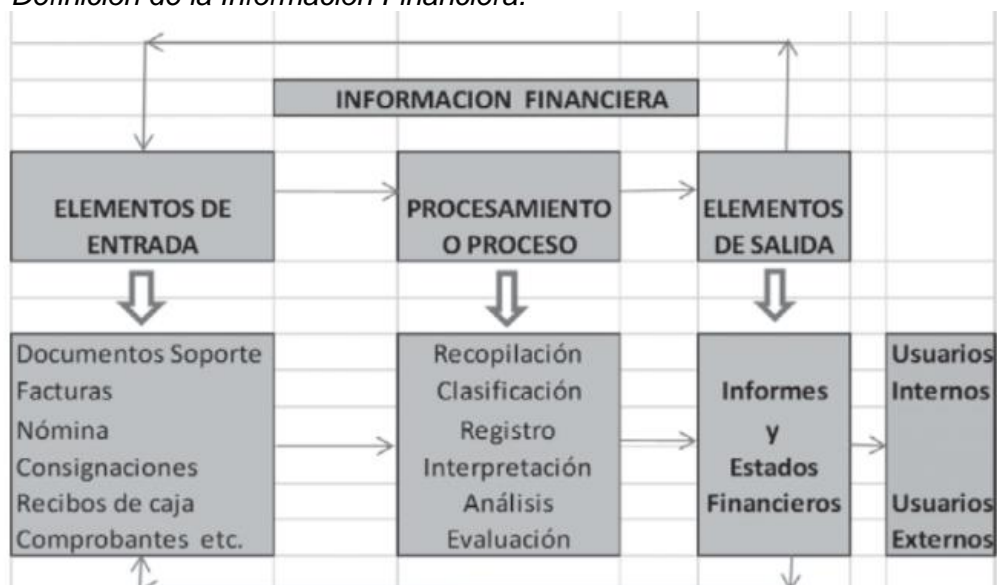 Definición de la Información Financiera.
INFORMACION FINANCIERA
ELEMENTOS DE
ENTRADA
PROCESAMIENTO
O PROCESO
ELEMENTOS
DE SALIDA
Documentos Soporte
Facturas
Nómina
Consignaciones
Recibos de caja
Comprobantes etc.
Recopilación
Clasificación
Registro
Interpretación
Análisis
Evaluación
Informes
y
Estados
Financieros
Usuarios
Internos
Usuarios
Externos